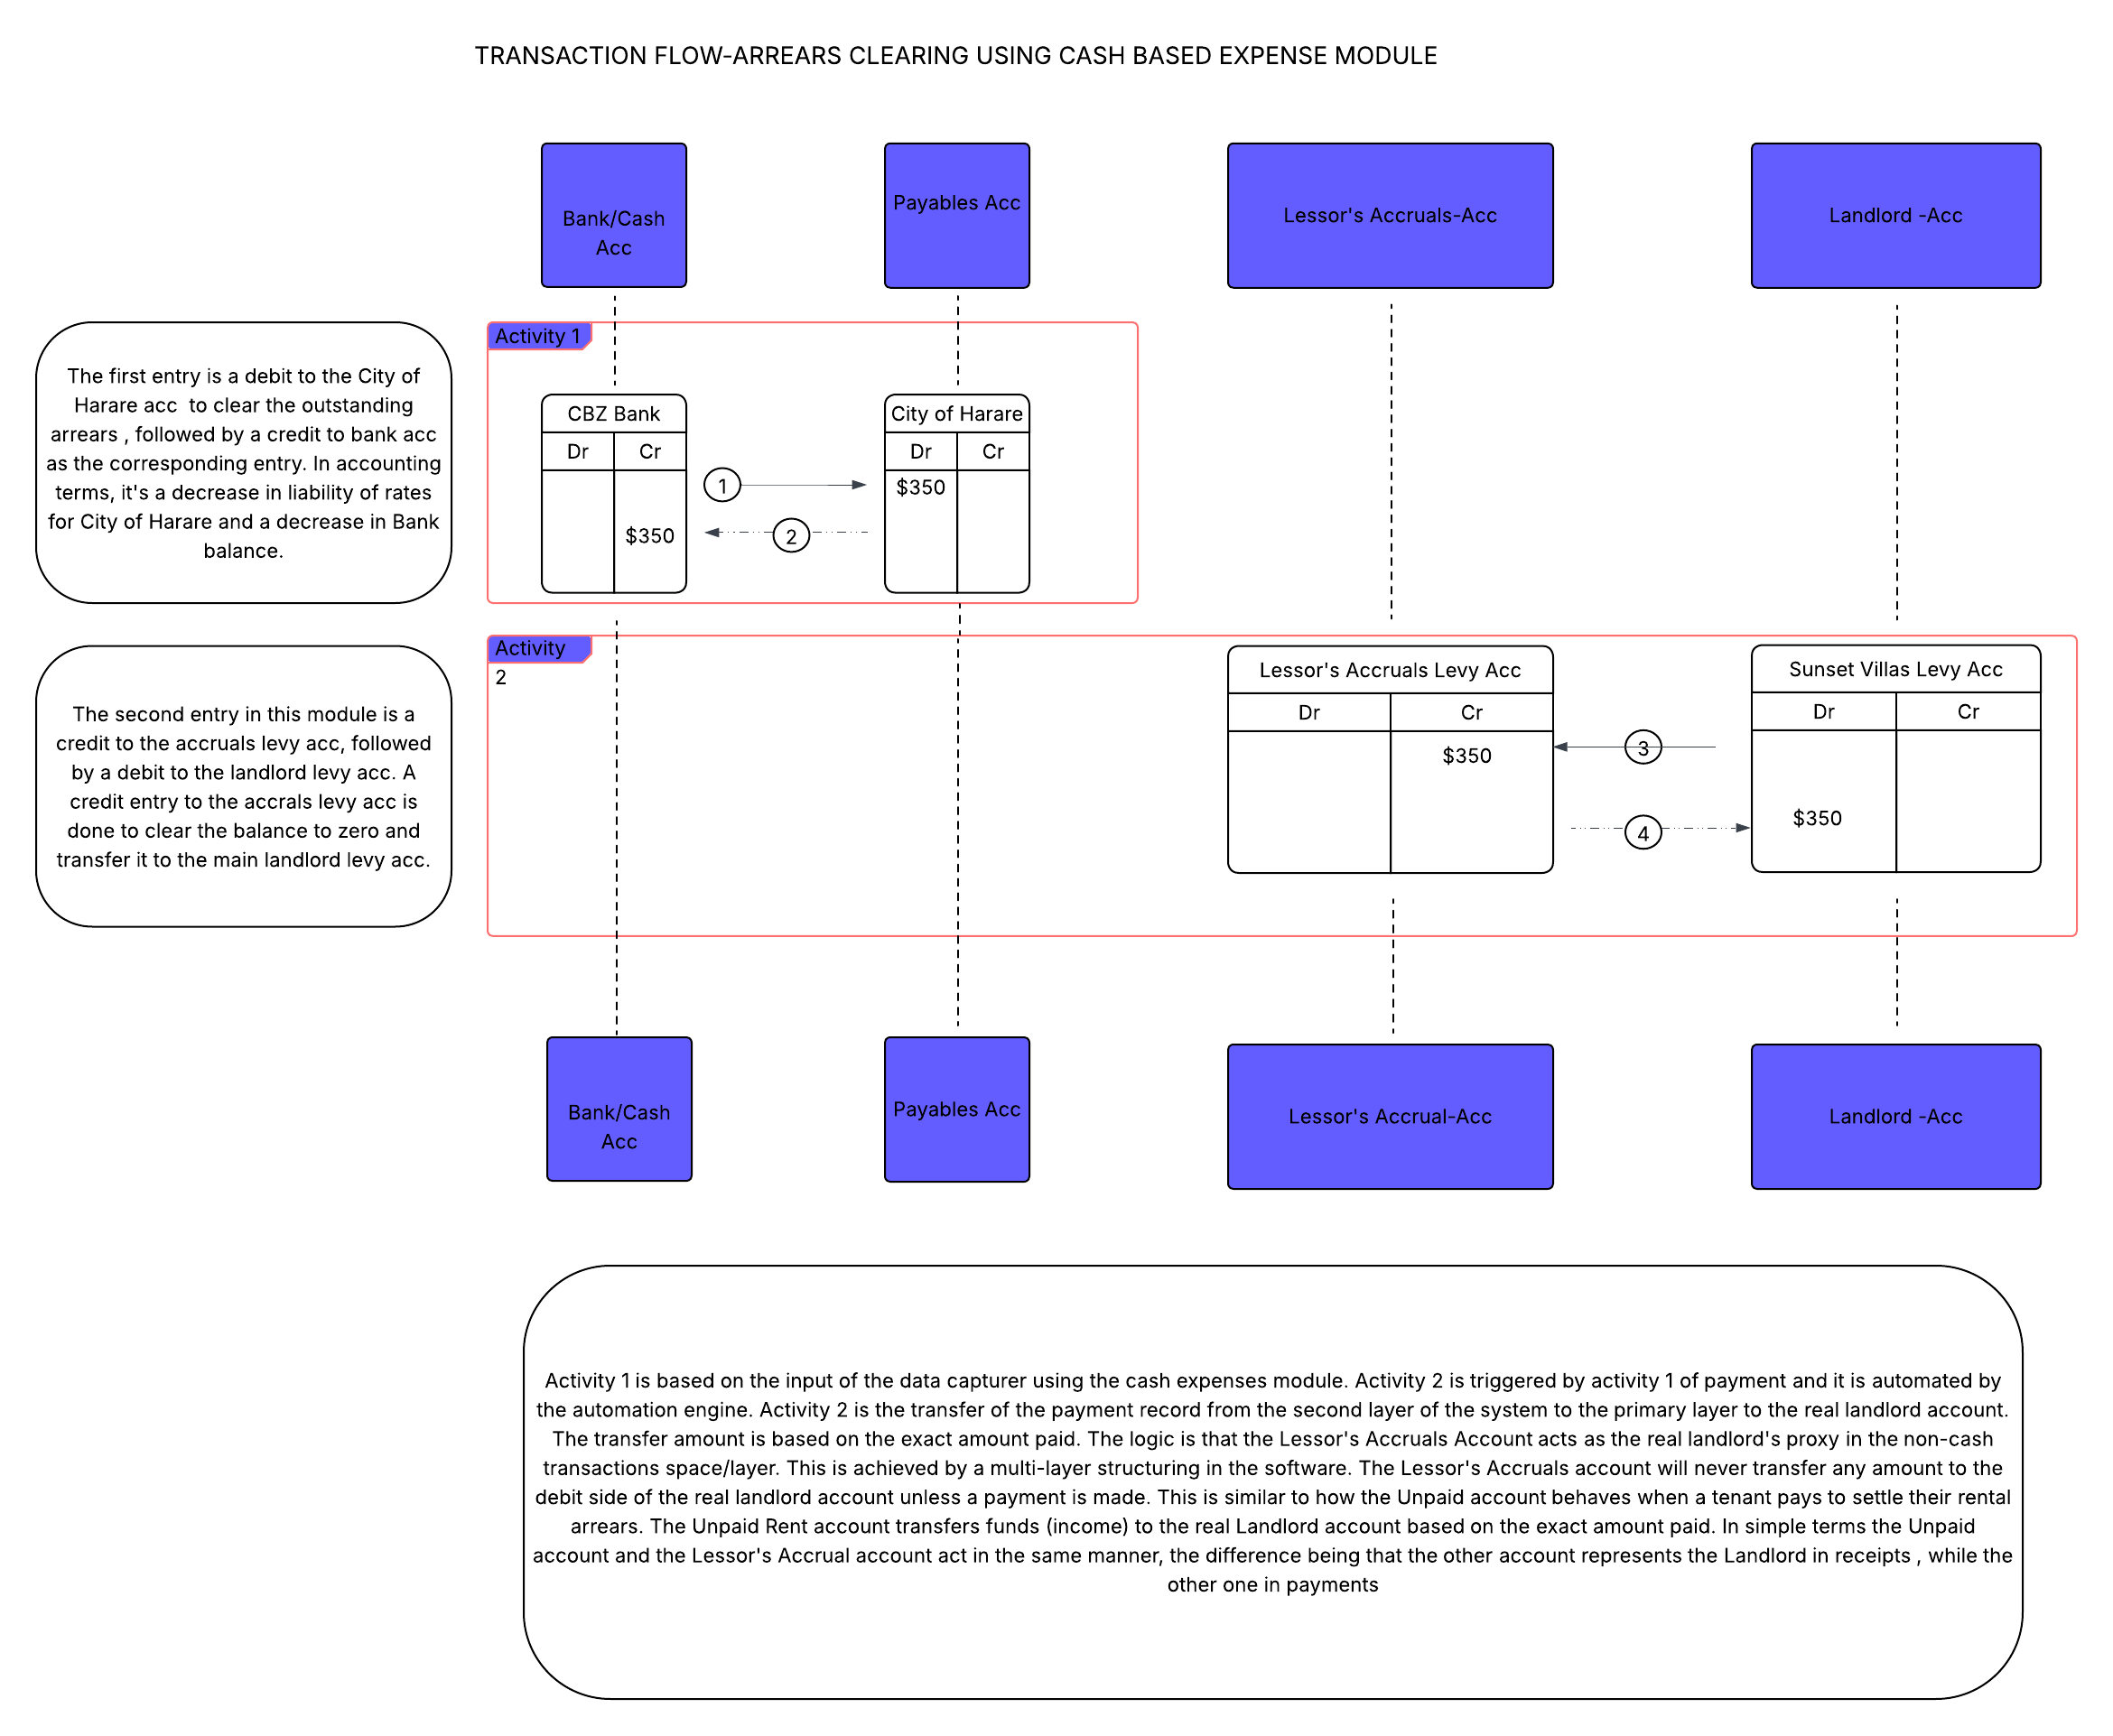 TRANSACTION FLOW-ARREARS CLEARING USING CASH BASED EXPENSE MODULE
Bank/Cash
Acc
Payables Acc
Lessor's Accruals-Acc
Landlord -Acc
The first entry is a debit to the City of
Harare acc  to clear the outstanding
arrears , followed by a credit to bank acc
as the corresponding entry. In accounting
terms, it's a decrease in liability of rates
for City of Harare and a decrease in Bank
balance.
Activity 1
CBZ Bank
Dr
Cr
$350
1
2
City of Harare
Dr
Cr
$350
The second entry in this module is a
credit to the accruals levy acc, followed
by a debit to the landlord levy acc. A
credit entry to the accrals levy acc is
done to clear the balance to zero and
transfer it to the main landlord levy acc.
Activity
2
Lessor's Accruals Levy Acc
Dr
Cr
$350
3
4
Sunset Villas Levy Acc
Dr
Cr
$350
Bank/Cash
Acc
Payables Acc
Lessor's Accrual-Acc
Landlord -Acc
Activity 1 is based on the input of the data capturer using the cash expenses module. Activity 2 is triggered by activity 1 of payment and it is automated by
the automation engine. Activity 2 is the transfer of the payment record from the second layer of the system to the primary layer to the real landlord account.
The transfer amount is based on the exact amount paid. The logic is that the Lessor's Accruals Account acts as the real landlord's proxy in the non-cash
transactions space/layer. This is achieved by a multi-layer structuring in the software. The Lessor's Accruals account will never transfer any amount to the
debit side of the real landlord account unless a payment is made. This is similar to how the Unpaid account behaves when a tenant pays to settle their rental
arrears. The Unpaid Rent account transfers funds (income) to the real Landlord account based on the exact amount paid. In simple terms the Unpaid
account and the Lessor's Accrual account act in the same manner, the difference being that the other account represents the Landlord in receipts , while the
other one in payments